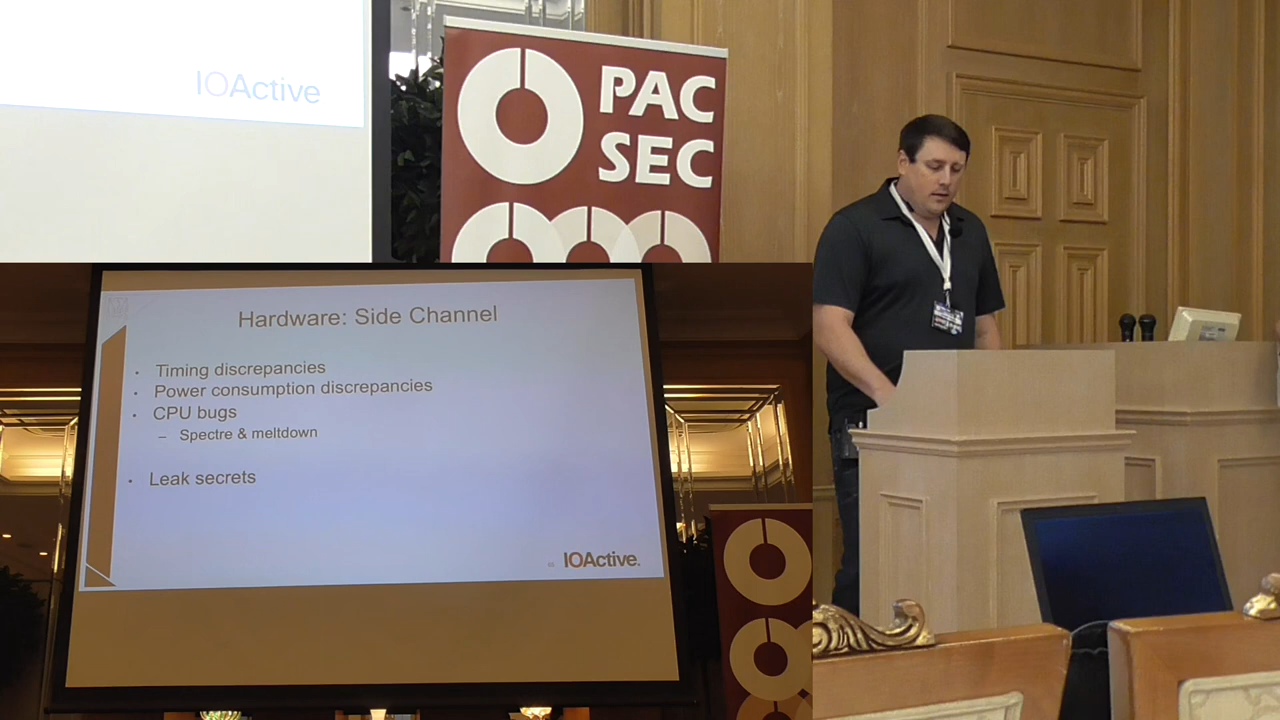 IOActive
PAC
SEC
Hardware: Side Channel
• Timing discrepancies
• Power consumption discrepancies
• CPU bugs
– Spectre & meltdown
• Leak secrets
IOActive.